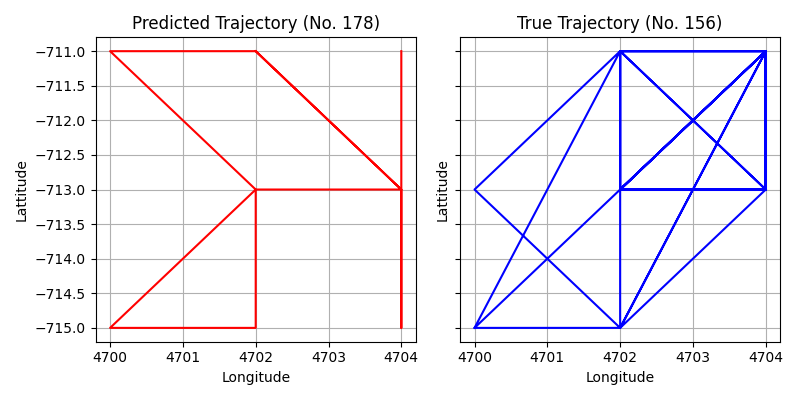 Predicted Trajectory (No. 178)
−711.0
−711.5
−712.0
−712.5
−713.0
−713.5
−714.0
−714.5
−715.0
Lattitude
4700 4701 4702 4703 4704
Longitude
True Trajectory (No. 156)
Lattitude
4700 4701 4702 4703 4704
Longitude